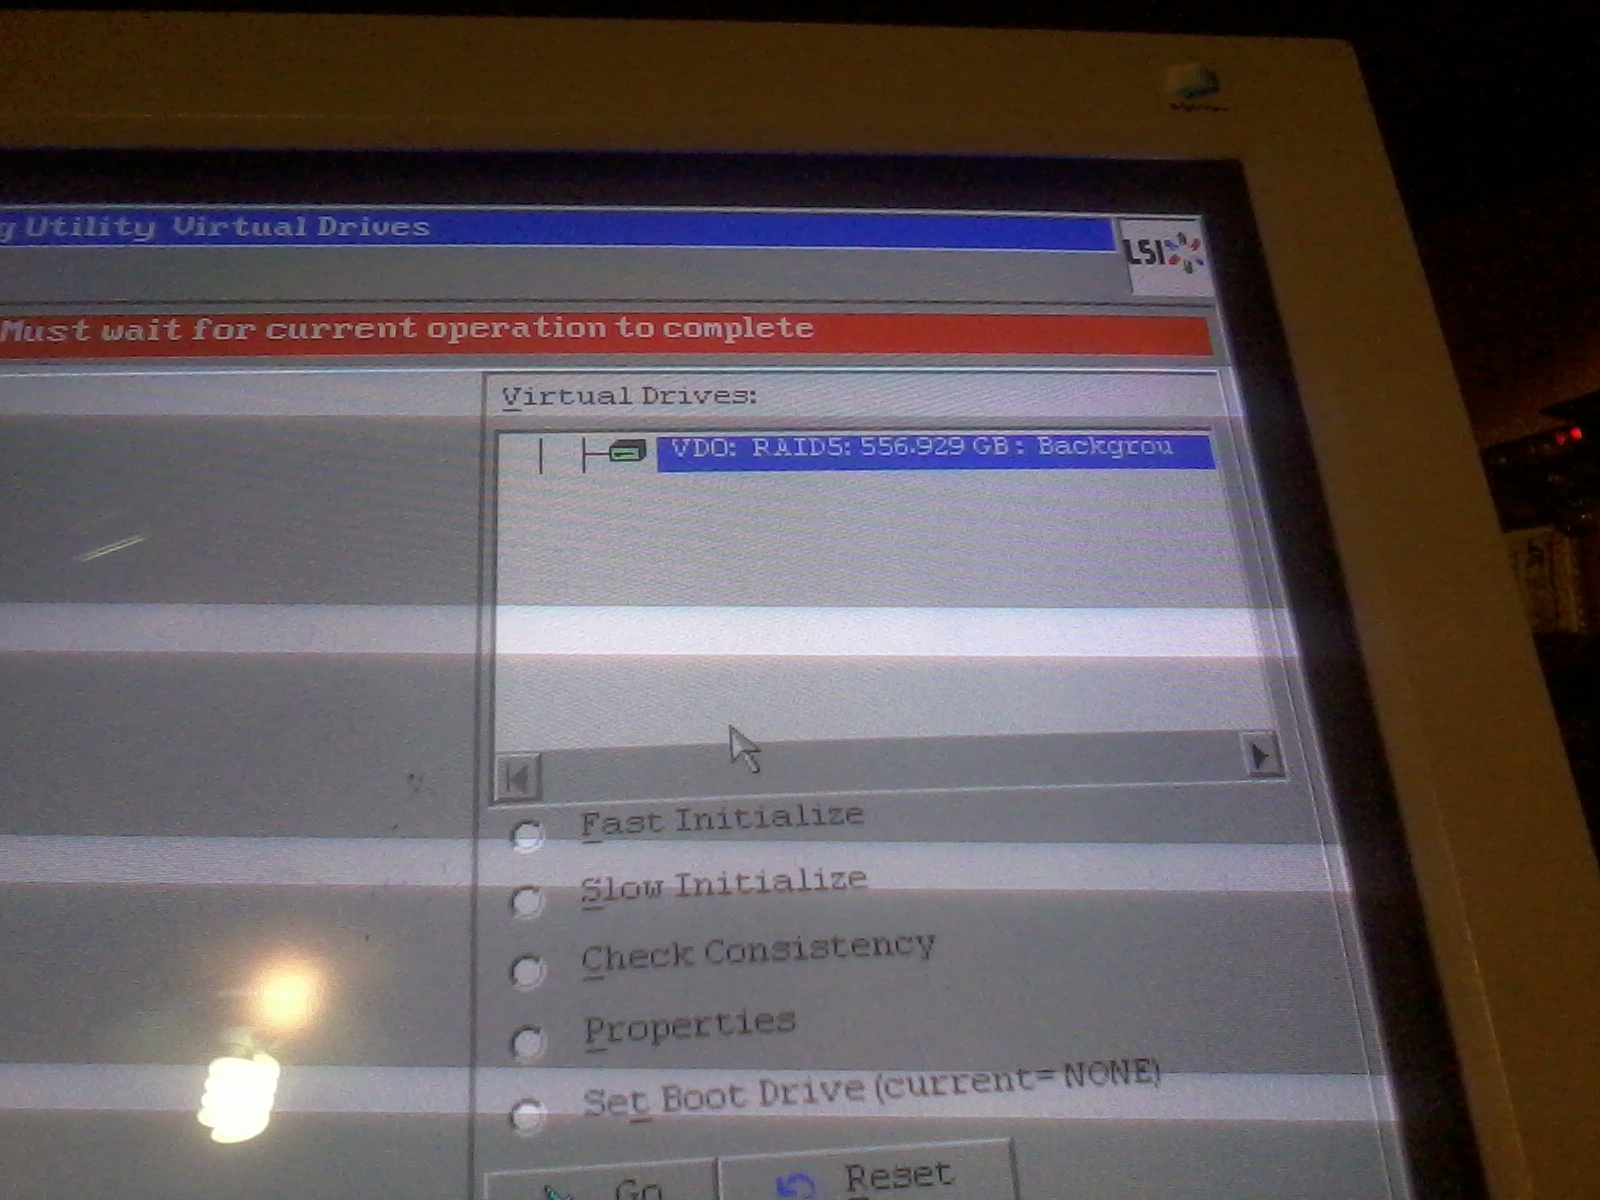 g Utility Virtual Drives
LSI
Must wait for current operation to complete
Virtual Drives:
VD0: RAID5: 556.929 GB: Backgrou
Fast Initialize
Slow Initialize
Check Consistency
Properties
Set Boot Drive (current= NONE)
Go
Reset